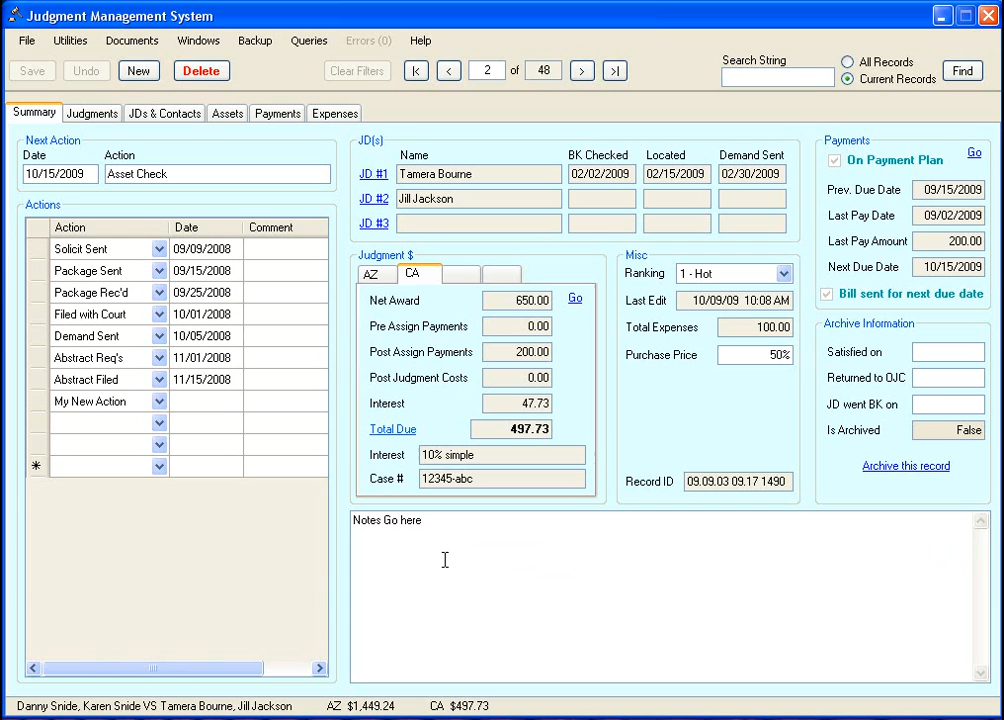 Judgment Management System
File Utilities Documents Windows Backup Queries Errors (0) Help
Save Undo New Delete Clear Filters 2 of 48
Search String
All Records
Current Records
Find
Summary Judgments JDs & Contacts Assets Payments Expenses
Next Action
Date Action
10/15/2009 Asset Check
Actions
Action Date Comment
Solicit Sent 09/09/2008
Package Sent 09/15/2008
Package Rec'd 09/25/2008
Filed with Court 10/01/2008
Demand Sent 10/05/2008
Abstract Req's 11/01/2008
Abstract Filed 11/15/2008
My New Action
JD(s)
Name BK Checked Located Demand Sent
JD #1 Tamera Bourne 02/02/2009 02/15/2009 02/30/2009
JD #2 Jill Jackson
JD #3
Judgment $
AZ CA
Net Award 650.00 Go
Pre Assign Payments 0.00
Post Assign Payments 200.00
Post Judgment Costs 0.00
Interest 47.73
Total Due 497.73
Interest 10% simple
Case # 12345-abc
Misc
Ranking 1 - Hot
Last Edit 10/09/09 10:08 AM
Total Expenses 100.00
Purchase Price 50%
Record ID 09.09.03 09.17 1490
Payments
On Payment Plan Go
Prev. Due Date 09/15/2009
Last Pay Date 09/02/2009
Last Pay Amount 200.00
Next Due Date 10/15/2009
Bill sent for next due date
Archive Information
Satisfied on
Returned to OJC
JD went BK on
Is Archived False
Archive this record
Notes Go here
Danny Snide, Karen Snide VS Tamera Bourne, Jill Jackson AZ $1,449.24 CA $497.73